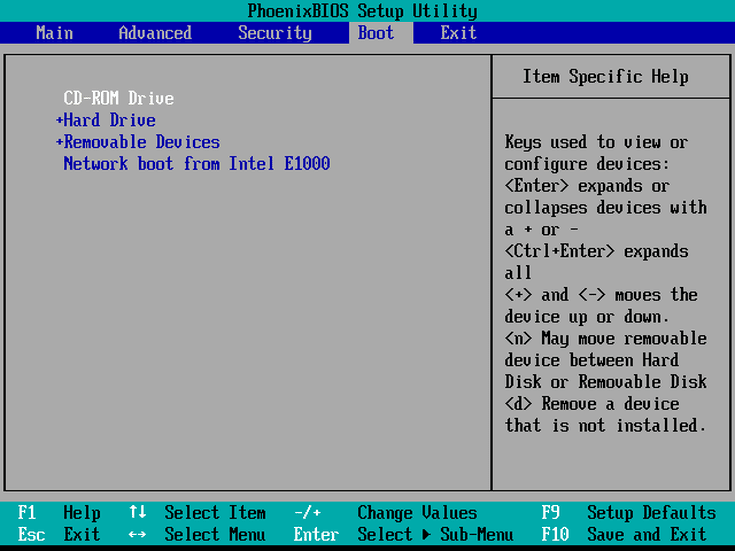 PhoenixBIOS Setup Utility
Main Advanced Security Boot Exit
Item Specific Help
CD-ROM Drive
+Hard Drive
+Removable Devices
Network boot from Intel E1000
Keys used to view or
configure devices:
<Enter> expands or
collapses devices with
a + or -
<Ctrl+Enter> expands
all
<+> and <-> moves the
device up or down.
<n> May move removable
device between Hard
Disk or Removable Disk
<d> Remove a device
that is not installed.
F1 Help ↑↓ Select Item -/+ Change Values F9 Setup Defaults
Esc Exit ↔ Select Menu Enter Select ▶ Sub-Menu F10 Save and Exit